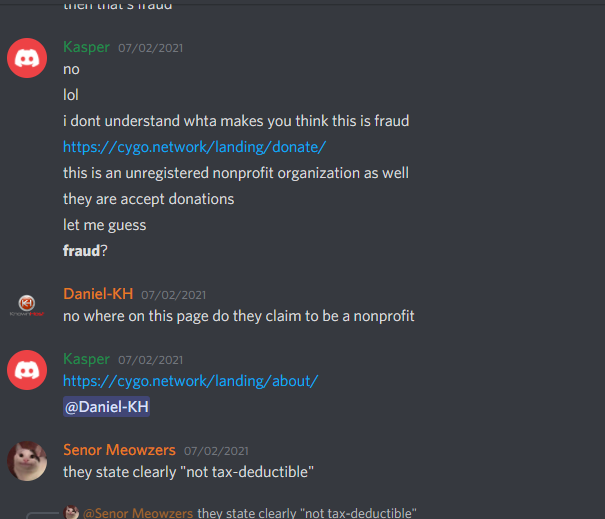 then that's fraud
Kasper 07/02/2021
no
lol
i dont understand whta makes you think this is fraud
https://cygo.network/landing/donate/
this is an unregistered nonprofit organization as well
they are accept donations
let me guess
fraud?
Daniel-KH 07/02/2021
no where on this page do they claim to be a nonprofit
Kasper 07/02/2021
https://cygo.network/landing/about/
@Daniel-KH
Senor Meowzers 07/02/2021
they state clearly "not tax-deductible"
@Senor Meowzers they state clearly "not tax-deductible"